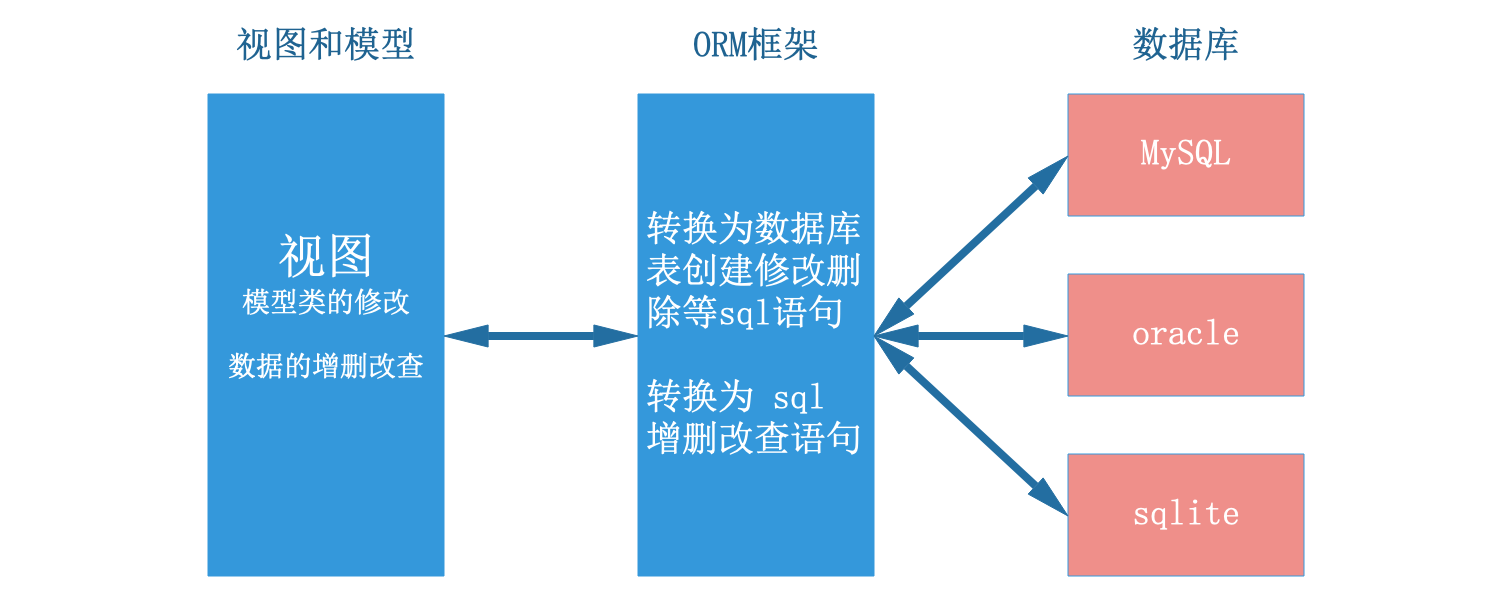 视图和模型
ORM框架
数据库
视图
模型类的修改
数据的增删改查
转换为数据库
表创建修改删
除等sql语句
转换为 sql
增删改查语句
MySQL
oracle
sqlite